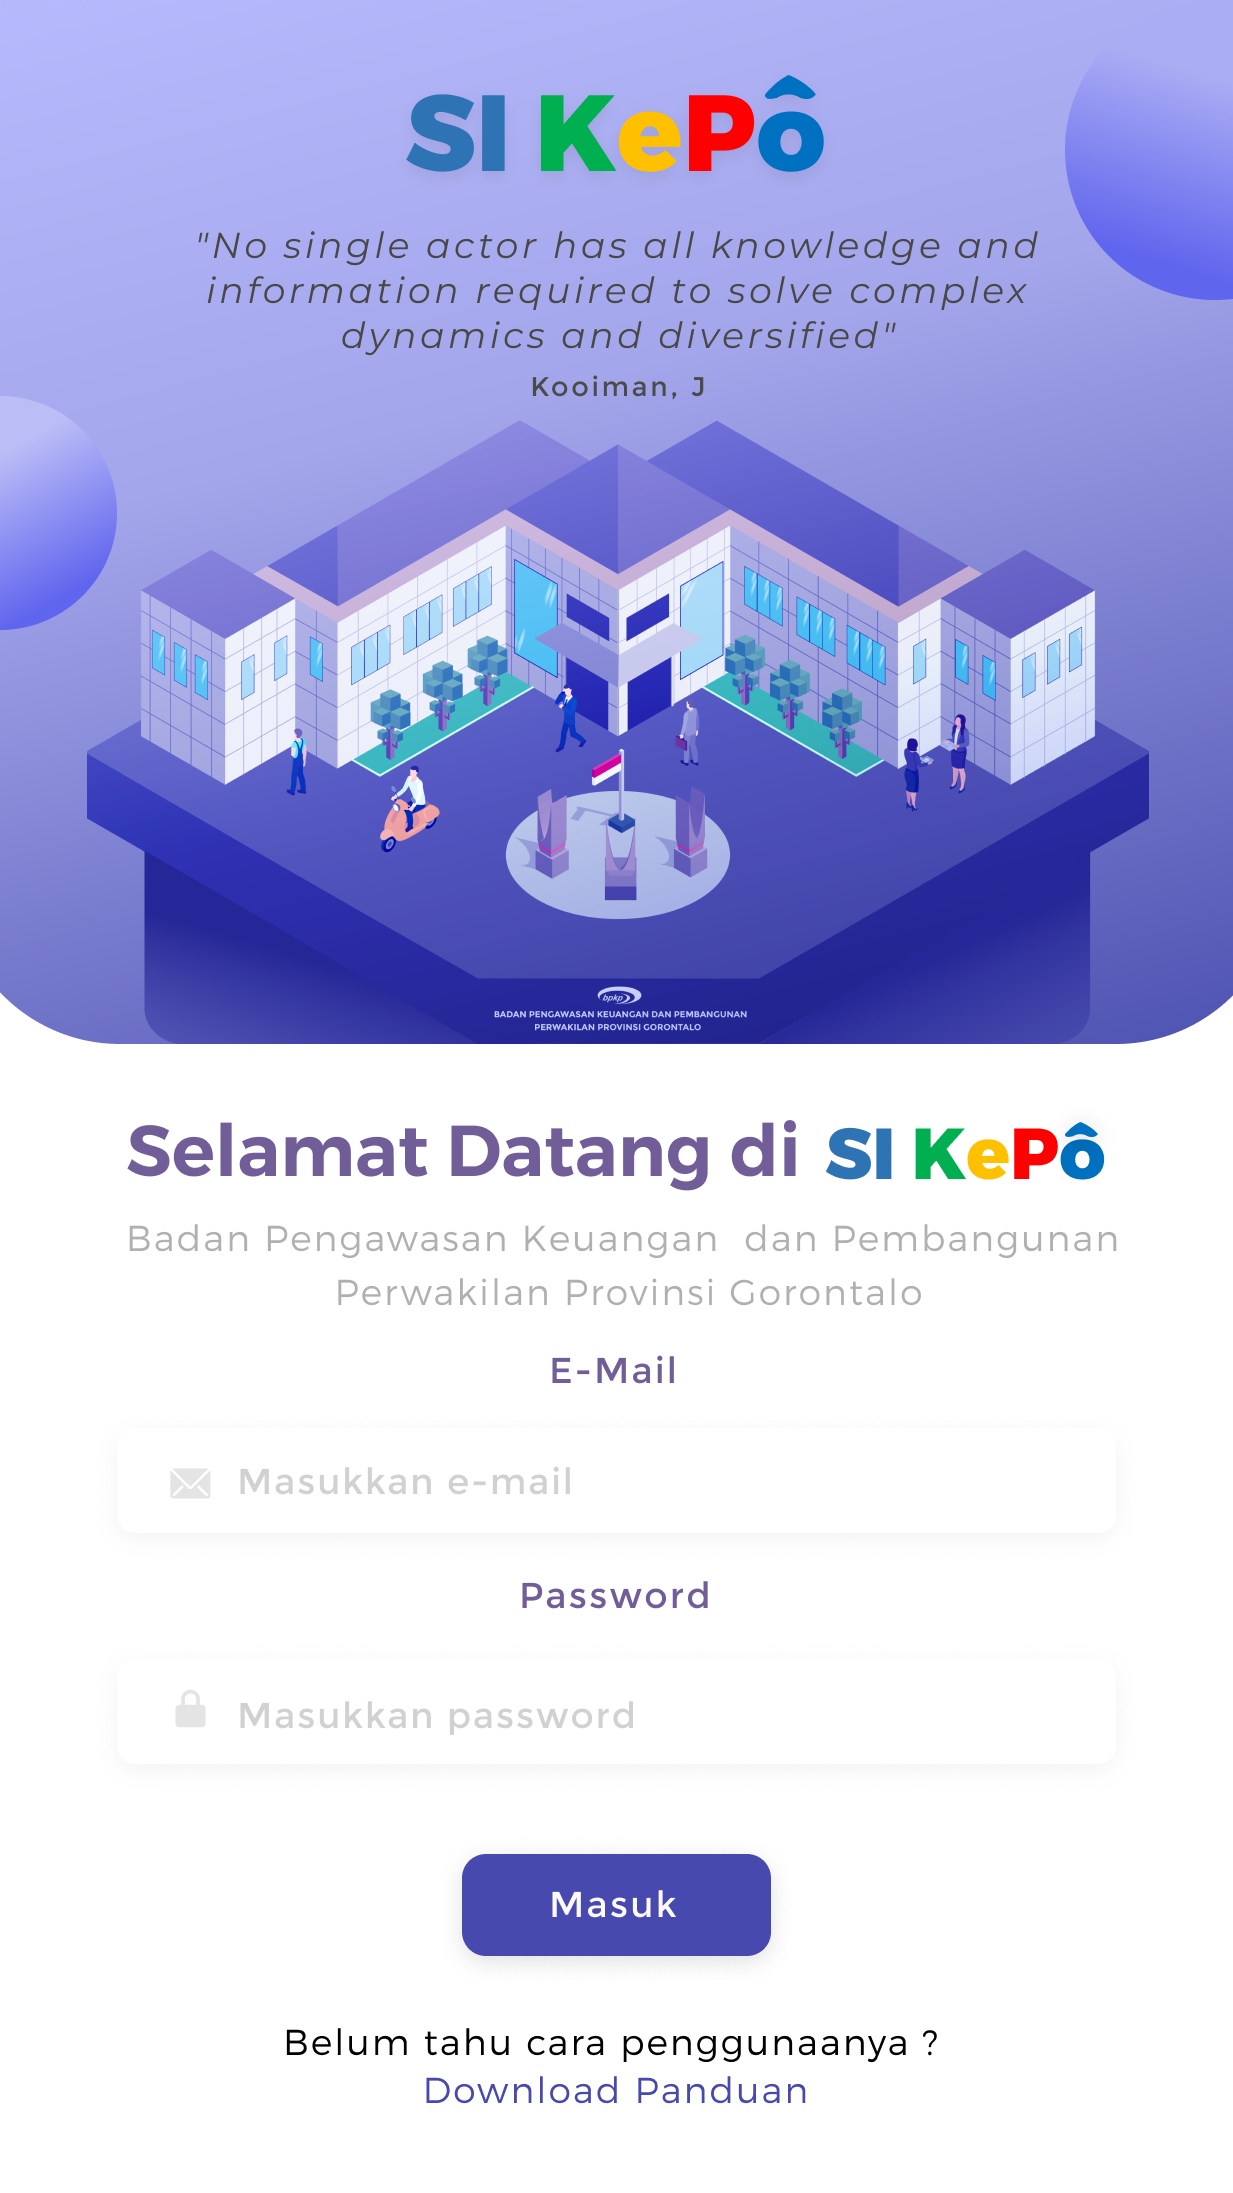 SI KePô
"No single actor has all knowledge and
information required to solve complex
dynamics and diversified"
Kooiman, J
bpkp
BADAN PENGAWASAN KEUANGAN DAN PEMBANGUNAN
PERWAKILAN PROVINSI GORONTALO
Selamat Datang di SI KePô
Badan Pengawasan Keuangan dan Pembangunan
Perwakilan Provinsi Gorontalo
E-Mail
Masukkan e-mail
Password
Masukkan password
Masuk
Belum tahu cara penggunaanya ?
Download Panduan